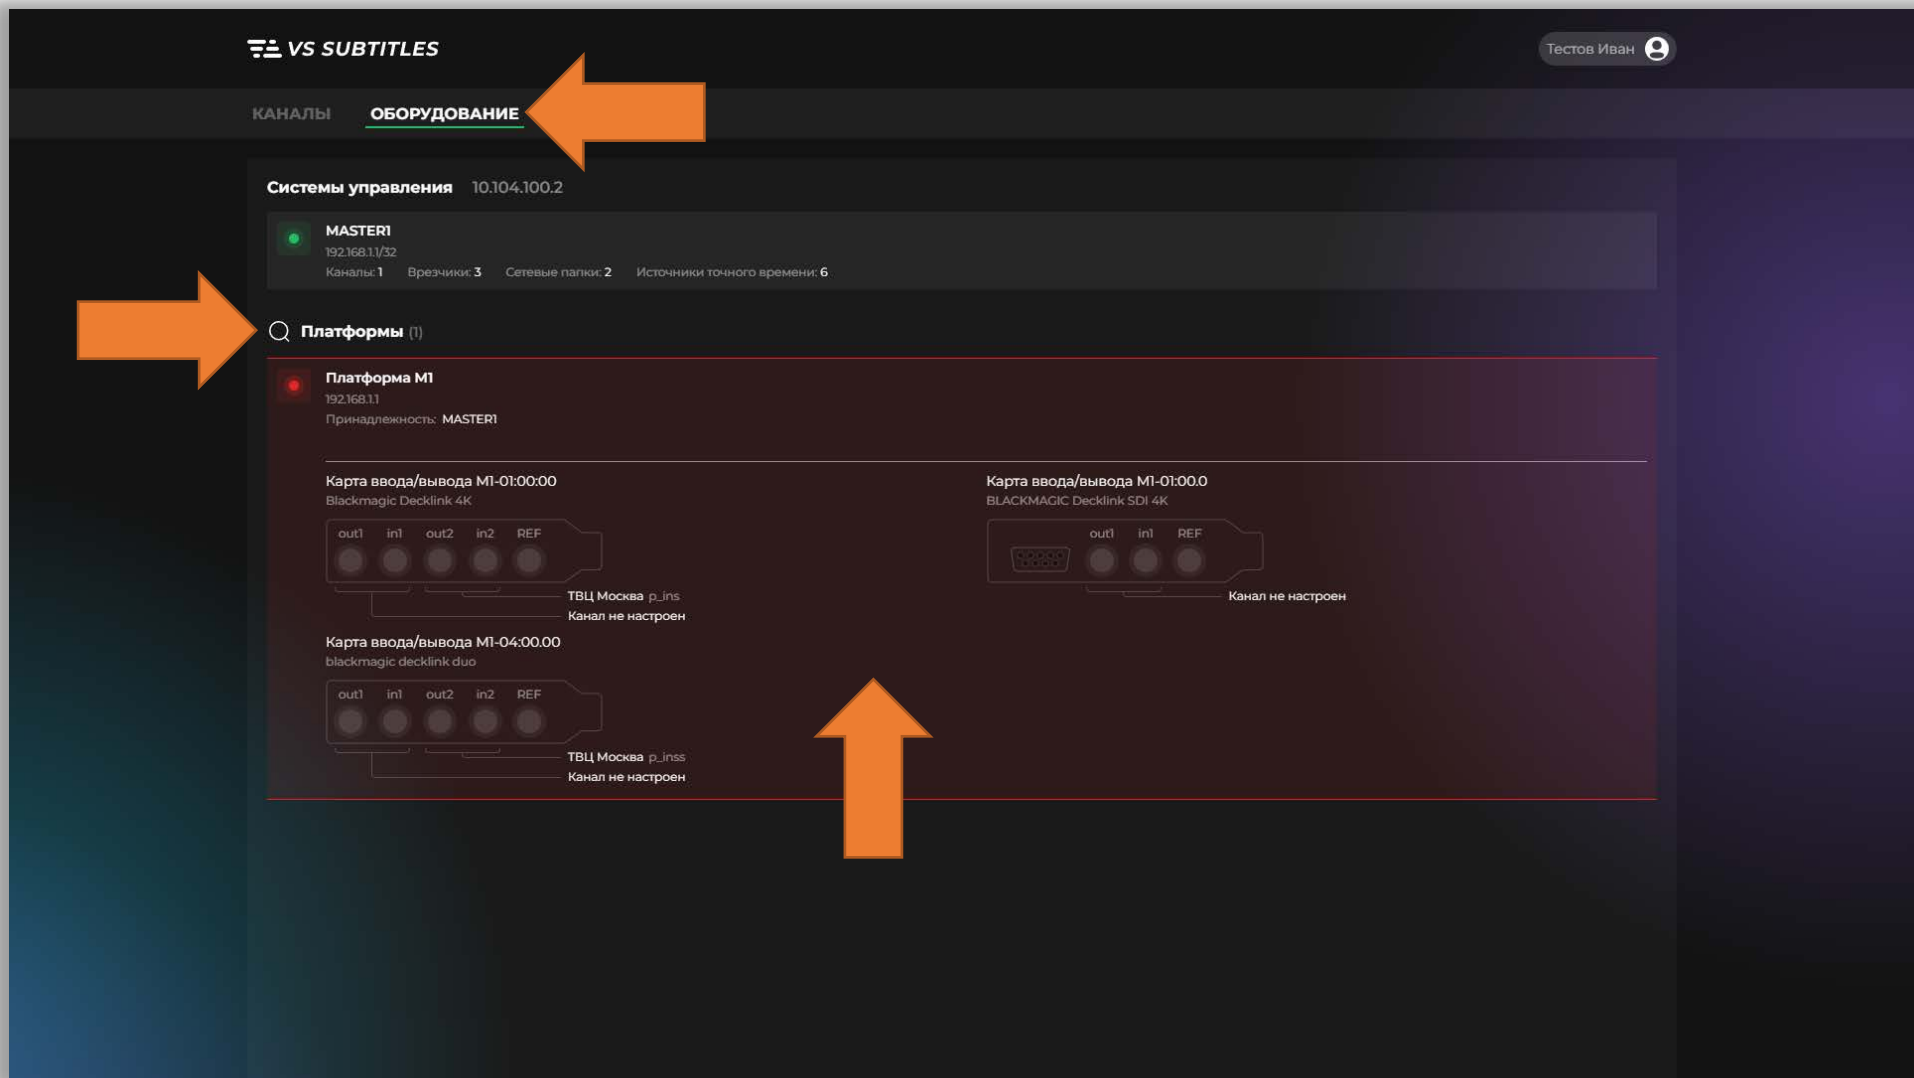 VS SUBTITLES
Тестов Иван
КАНАЛЫ ОБОРУДОВАНИЕ
Системы управления 10.104.100.2
MASTER1
192.168.1.1/32
Каналы: 1 Врезчики: 3 Сетевые папки: 2 Источники точного времени: 6
Платформы (1)
Платформа М1
192.168.1.1
Принадлежность: MASTER1
Карта ввода/вывода М1-01:00:00
Blackmagic Decklink 4K
out1 in1 out2 in2 REF
ТВЦ Москва p_ins
Канал не настроен
Карта ввода/вывода М1-01:00.0
BLACKMAGIC Decklink SDI 4K
out1 in1 REF
Канал не настроен
Карта ввода/вывода М1-04:00.00
blackmagic decklink duo
out1 in1 out2 in2 REF
ТВЦ Москва p_inss
Канал не настроен